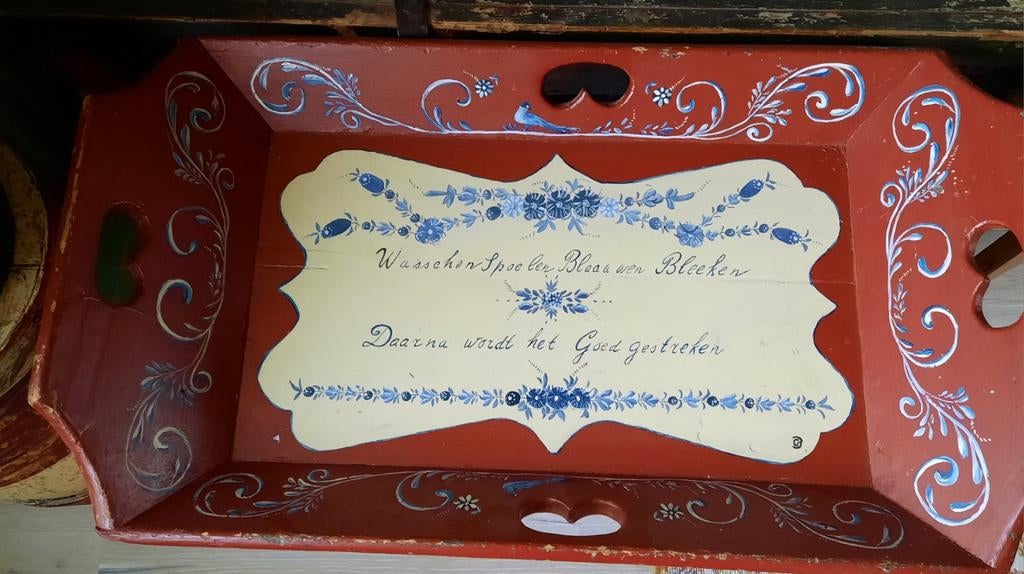 Wasschen Spoelen Blaauwen Bleeken
Daarna wordt het Goed gestreken